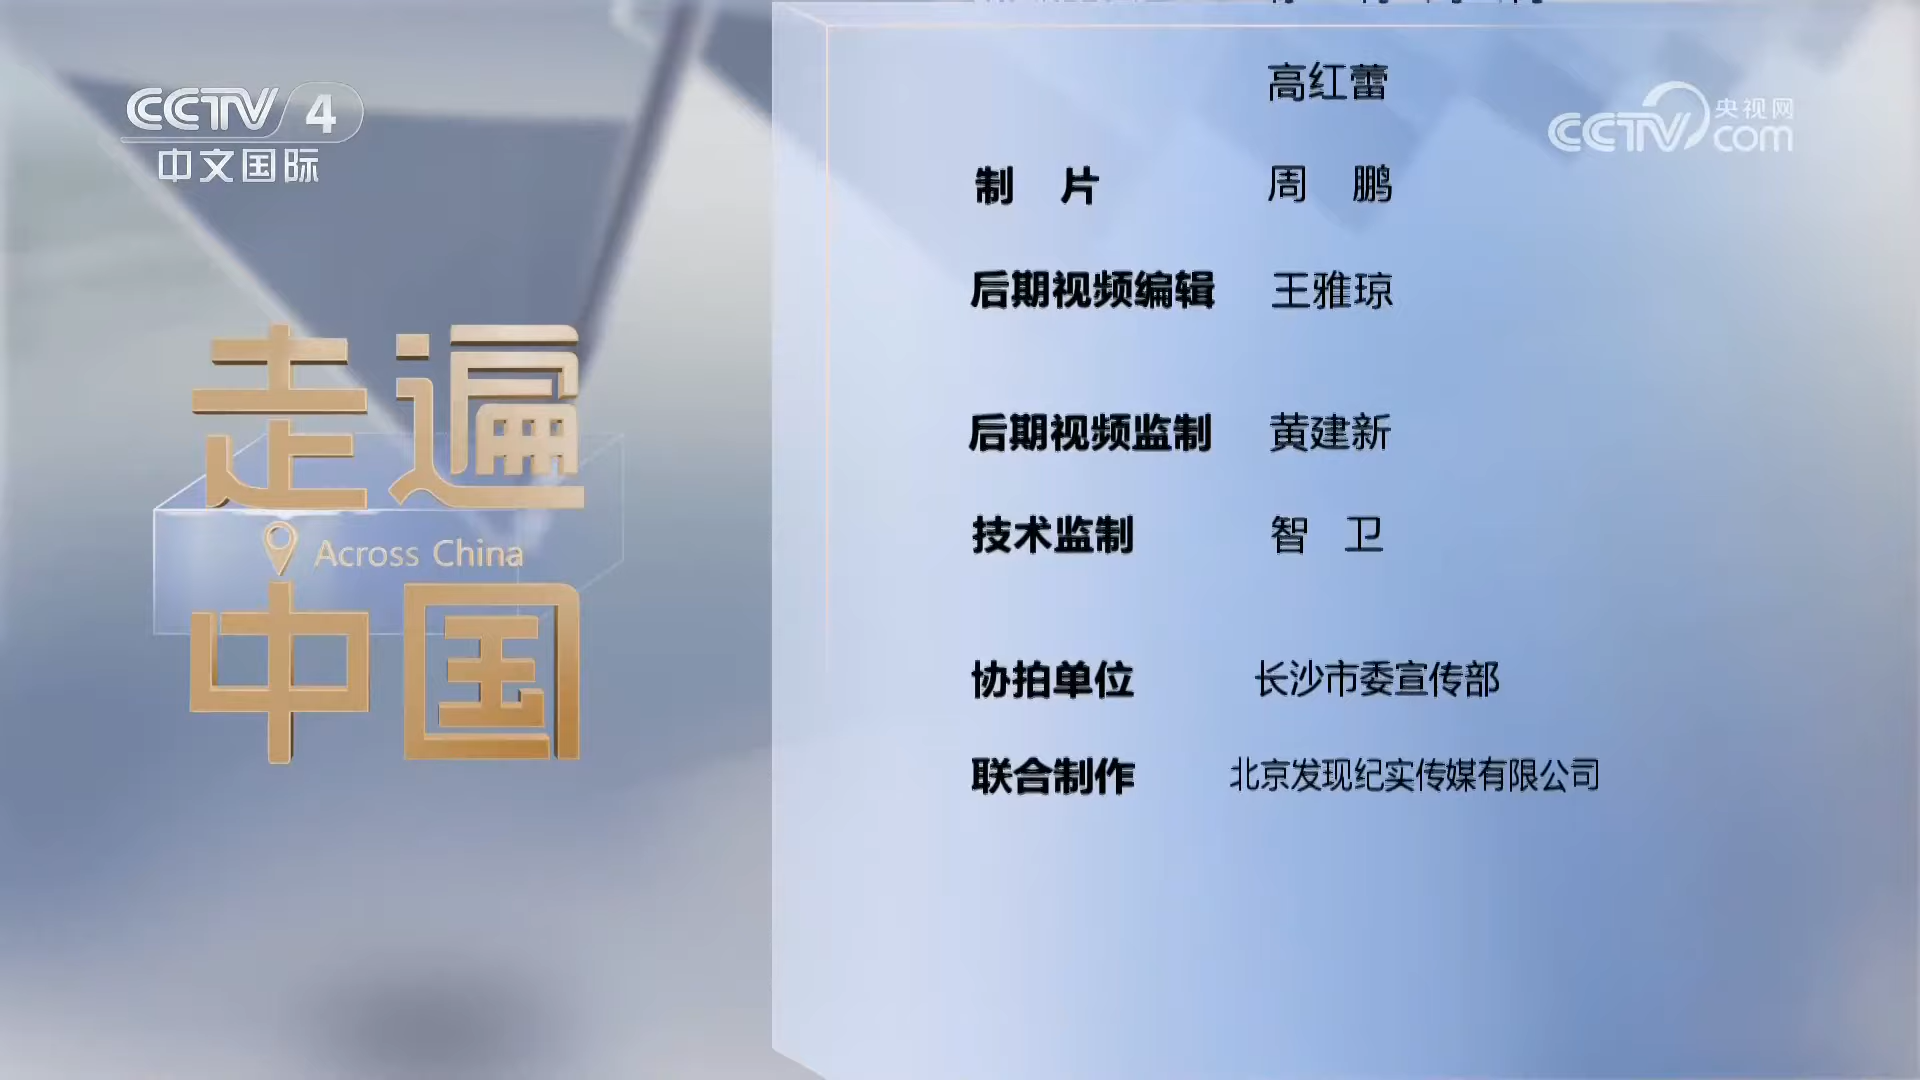 CCTV 4
中文国际
央视网
CCTV.com
走遍
Across China
中国
高红蕾
制 片 周 鹏
后期视频编辑 王雅琼
后期视频监制 黄建新
技术监制 智 卫
协拍单位 长沙市委宣传部
联合制作 北京发现纪实传媒有限公司